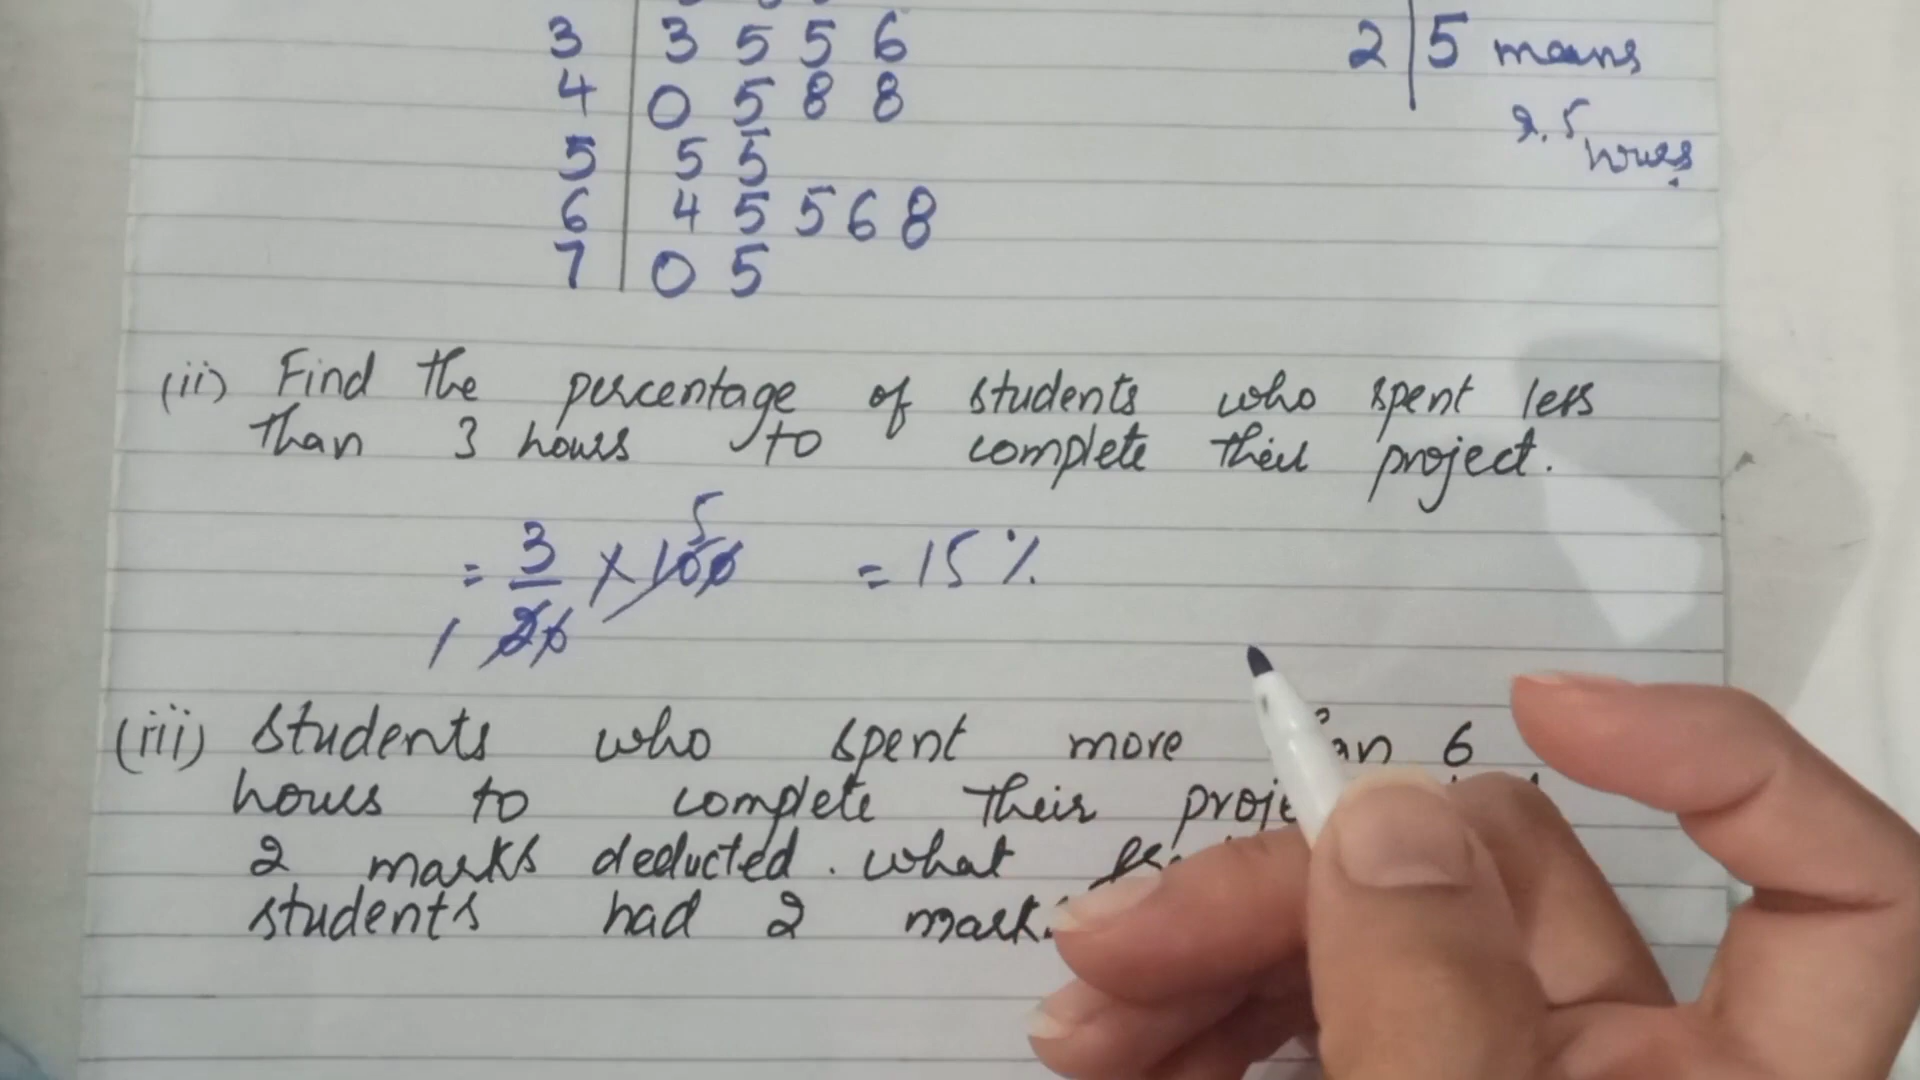 3 | 3 5 5 6
4 | 0 5 8 8
5 | 5 5
6 | 4 5 5 6 8
7 | 0 5
2 | 5 means
2.5
hours
(ii) Find the percentage of students who spent less
than 3 hours to complete their project.
= 3/20 × 100 5 = 15 %
1
(iii) students who spent more an 6
hours to complete their proje
2 marks deducted. what
students had 2 mark